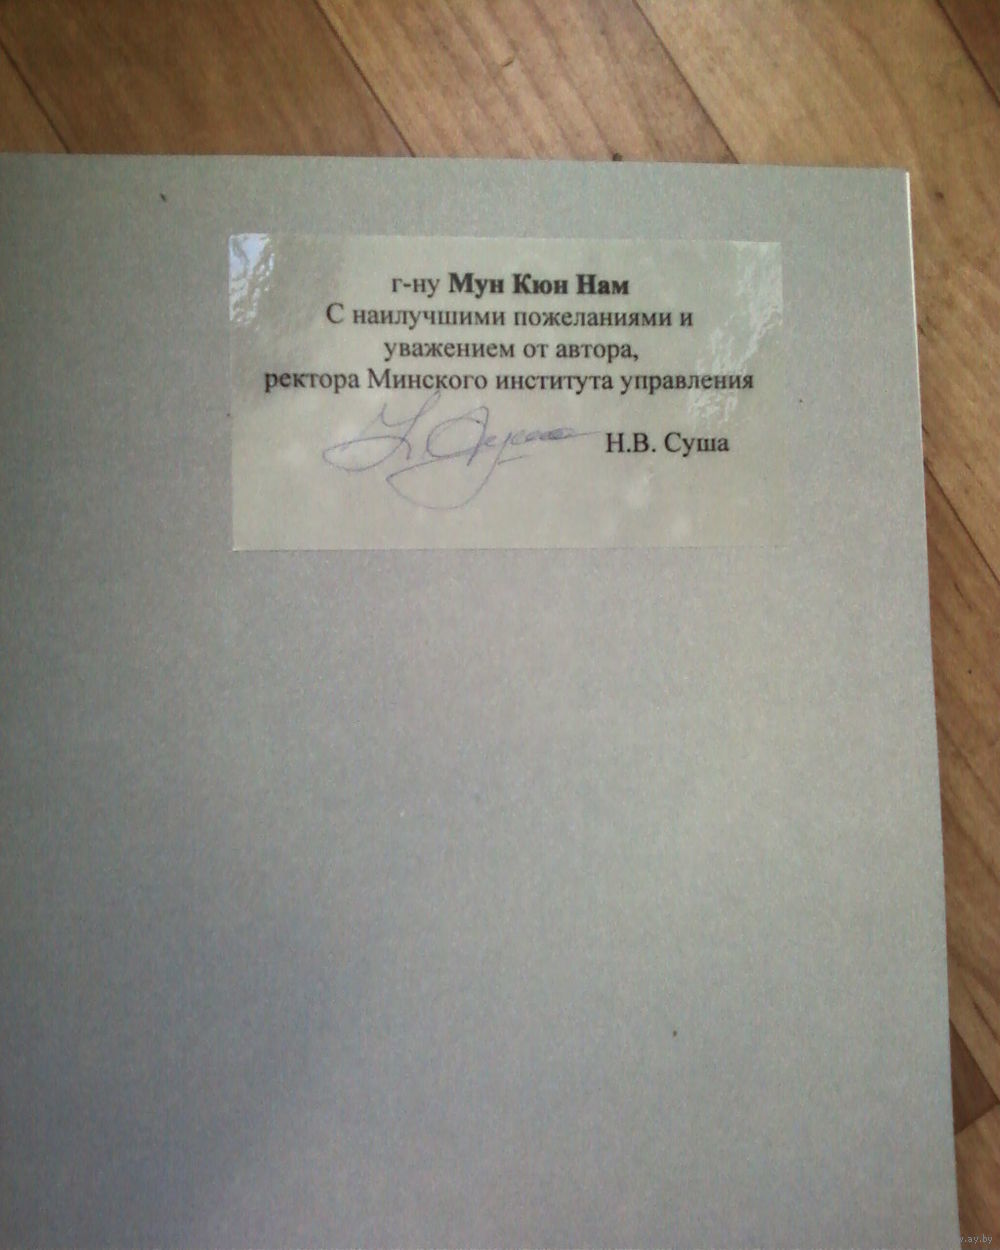 г-ну Мун Кюн Нам
С наилучшими пожеланиями и
уважением от автора,
ректора Минского института управления
Н.В. Суша